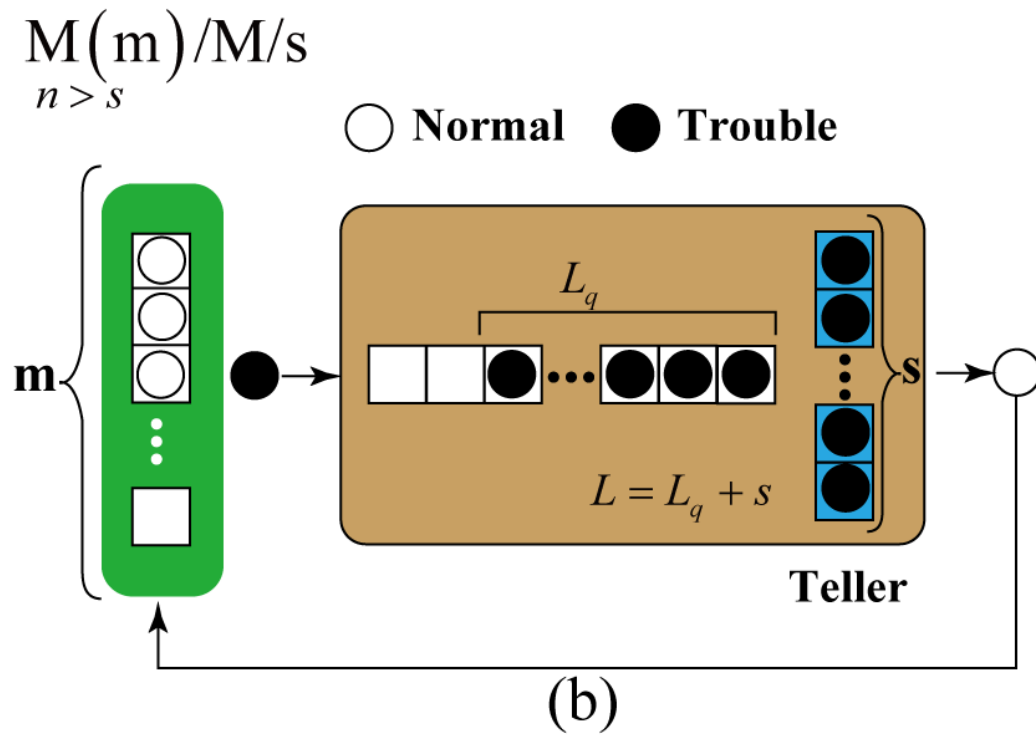 M(m)/M/s
n > s
Normal
Trouble
m
L_q
s
L = L_q + s
Teller
(b)